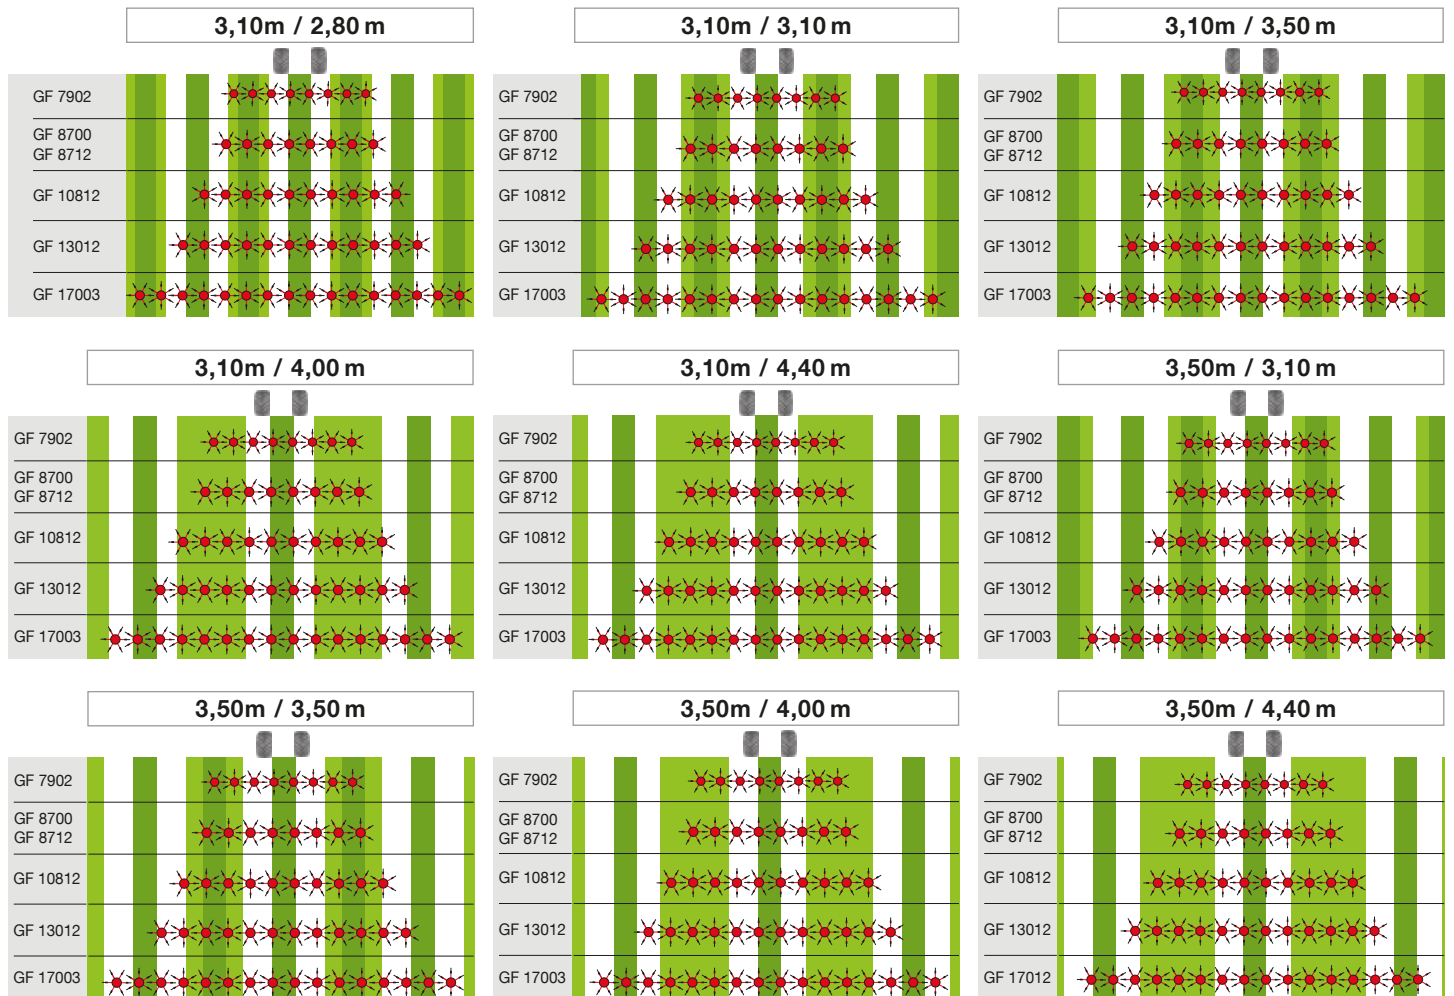 3,10m / 2,80 m
GF 7902
GF 8700
GF 8712
GF 10812
GF 13012
GF 17003
3,10m / 3,10 m
GF 7902
GF 8700
GF 8712
GF 10812
GF 13012
GF 17003
3,10m / 3,50 m
GF 7902
GF 8700
GF 8712
GF 10812
GF 13012
GF 17003
3,10m / 4,00 m
GF 7902
GF 8700
GF 8712
GF 10812
GF 13012
GF 17003
3,10m / 4,40 m
GF 7902
GF 8700
GF 8712
GF 10812
GF 13012
GF 17003
3,50m / 3,10 m
GF 7902
GF 8700
GF 8712
GF 10812
GF 13012
GF 17003
3,50m / 3,50 m
GF 7902
GF 8700
GF 8712
GF 10812
GF 13012
GF 17003
3,50m / 4,00 m
GF 7902
GF 8700
GF 8712
GF 10812
GF 13012
GF 17003
3,50m / 4,40 m
GF 7902
GF 8700
GF 8712
GF 10812
GF 13012
GF 17012